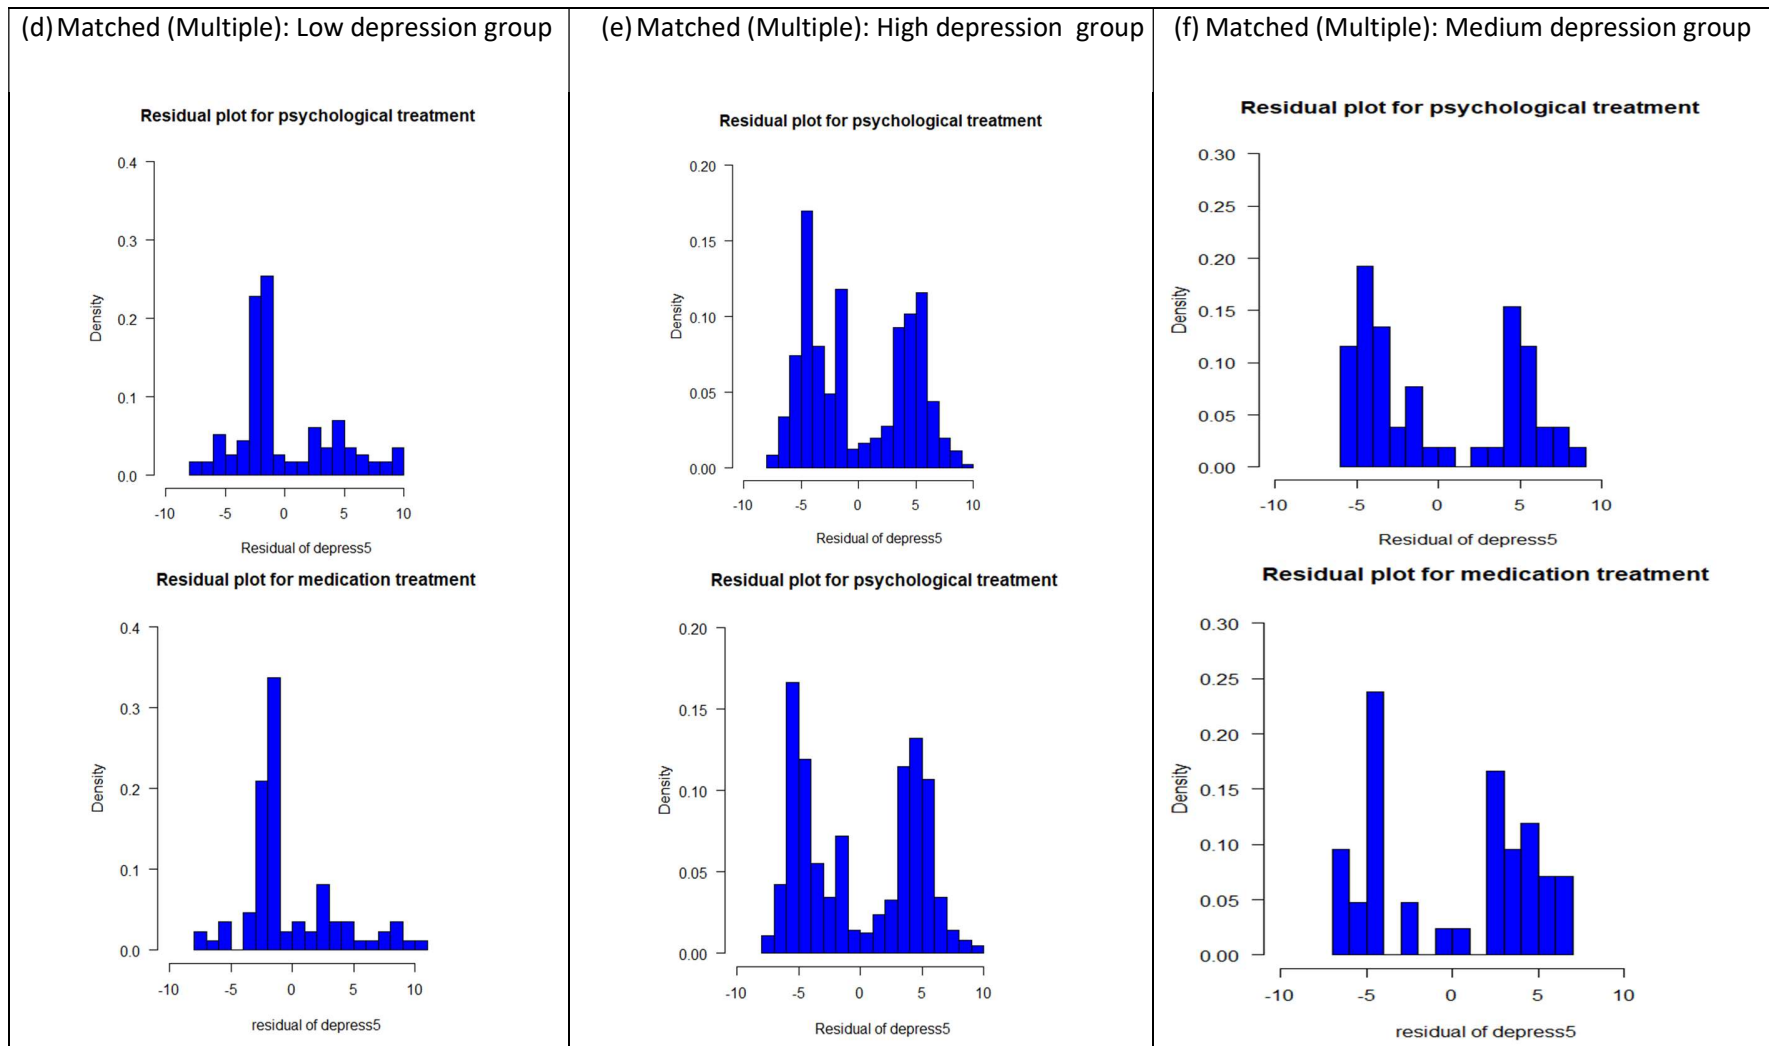 (d) Matched (Multiple): Low depression group
Residual plot for psychological treatment
0.4
0.3
0.2
0.1
0.0
Density
-10 -5 0 5 10
Residual of depress5
Residual plot for medication treatment
0.4
0.3
0.2
0.1
0.0
Density
-10 -5 0 5 10
residual of depress5
(e) Matched (Multiple): High depression group
Residual plot for psychological treatment
0.20
0.15
0.10
0.05
0.00
Density
-10 -5 0 5 10
Residual of depress5
Residual plot for psychological treatment
0.20
0.15
0.10
0.05
0.00
Density
-10 -5 0 5 10
Residual of depress5
(f) Matched (Multiple): Medium depression group
Residual plot for psychological treatment
0.30
0.25
0.20
0.15
0.10
0.05
0.00
Density
-10 -5 0 5 10
Residual of depress5
Residual plot for medication treatment
0.30
0.25
0.20
0.15
0.10
0.05
0.00
Density
-10 -5 0 5 10
residual of depress5